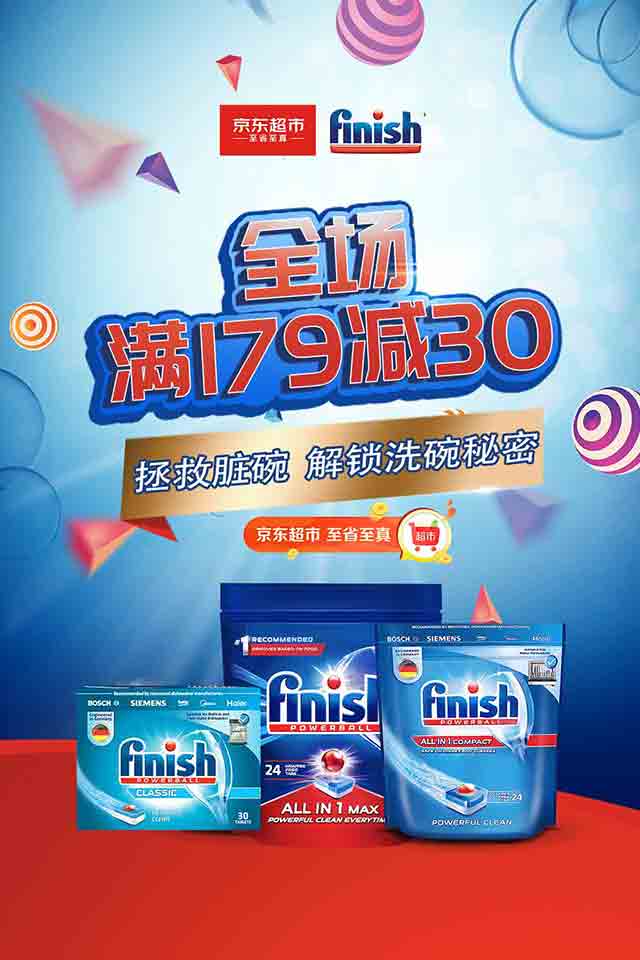 京东超市
至省至真
finish
全场
满179减30
拯救脏碗 解锁洗碗秘密
京东超市 至省至真
超市
#1 RECOMMENDED
finish
POWERBALL
24
ALL IN 1 MAX
POWERFUL CLEAN EVERYTIME
BOSCH SIEMENS Midea Haier
finish
POWERBALL
CLASSIC
30
TABLETS
BOSCH SIEMENS
finish
POWERBALL
ALL IN 1 COMPACT
24
POWERFUL CLEAN